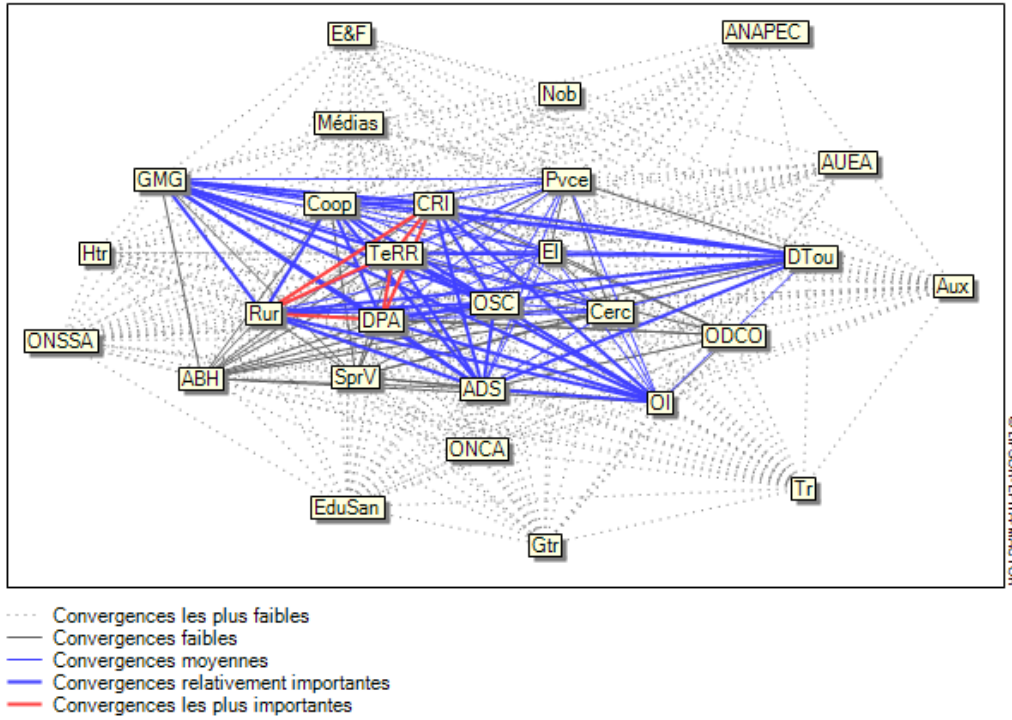 E&F
ANAPEC
Nob
Médias
AUEA
GMG
Pvce
Coop
CRI
Htr
TeRR
EI
DTou
Aux
OSC
Rur
DPA
Cerc
ONSSA
ODCO
ABH
SprV
ADS
OI
ONCA
Tr
EduSan
Gtr
Convergences les plus faibles
Convergences faibles
Convergences moyennes
Convergences relativement importantes
Convergences les plus importantes